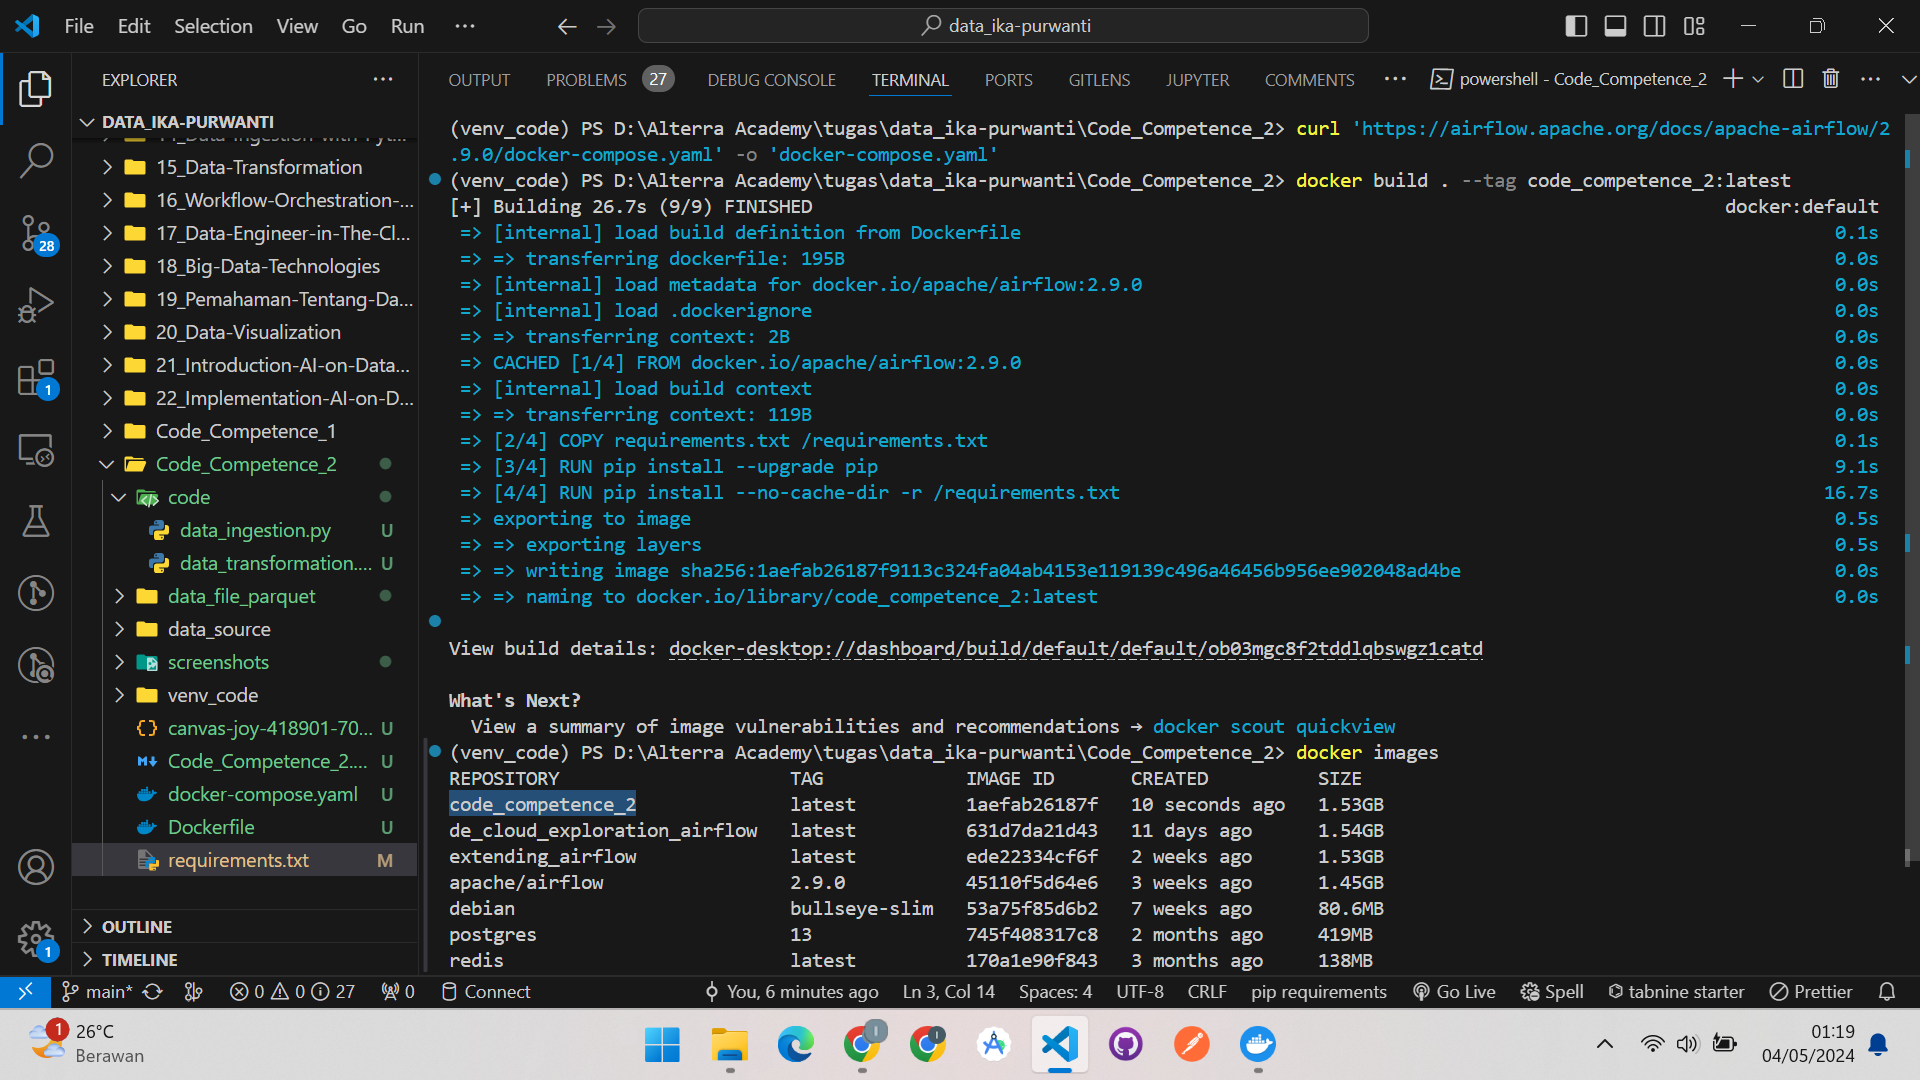 File Edit Selection View Go Run ···
data_ika-purwanti
EXPLORER ···
OUTPUT PROBLEMS 27 DEBUG CONSOLE TERMINAL PORTS GITLENS JUPYTER COMMENTS ··· powershell - Code_Competence_2
DATA_IKA-PURWANTI
15_Data-Transformation
16_Workflow-Orchestration-...
17_Data-Engineer-in-The-Cl...
18_Big-Data-Technologies
19_Pemahaman-Tentang-Da...
20_Data-Visualization
21_Introduction-AI-on-Data...
22_Implementation-AI-on-D...
Code_Competence_1
Code_Competence_2
code
data_ingestion.py U
data_transformation.... U
data_file_parquet
data_source
screenshots
venv_code
canvas-joy-418901-70... U
Code_Competence_2.... U
docker-compose.yaml U
Dockerfile U
requirements.txt M
OUTLINE
TIMELINE
28
1
1
(venv_code) PS D:\Alterra Academy\tugas\data_ika-purwanti\Code_Competence_2> curl 'https://airflow.apache.org/docs/apache-airflow/2
.9.0/docker-compose.yaml' -o 'docker-compose.yaml'
(venv_code) PS D:\Alterra Academy\tugas\data_ika-purwanti\Code_Competence_2> docker build . --tag code_competence_2:latest
[+] Building 26.7s (9/9) FINISHED docker:default
=> [internal] load build definition from Dockerfile 0.1s
=> => transferring dockerfile: 195B 0.0s
=> [internal] load metadata for docker.io/apache/airflow:2.9.0 0.0s
=> [internal] load .dockerignore 0.0s
=> => transferring context: 2B 0.0s
=> CACHED [1/4] FROM docker.io/apache/airflow:2.9.0 0.0s
=> [internal] load build context 0.0s
=> => transferring context: 119B 0.0s
=> [2/4] COPY requirements.txt /requirements.txt 0.1s
=> [3/4] RUN pip install --upgrade pip 9.1s
=> [4/4] RUN pip install --no-cache-dir -r /requirements.txt 16.7s
=> exporting to image 0.5s
=> => exporting layers 0.5s
=> => writing image sha256:1aefab26187f9113c324fa04ab4153e119139c496a46456b956ee902048ad4be 0.0s
=> => naming to docker.io/library/code_competence_2:latest 0.0s
View build details: docker-desktop://dashboard/build/default/default/ob03mgc8f2tddlqbswgz1catd
What's Next?
View a summary of image vulnerabilities and recommendations → docker scout quickview
(venv_code) PS D:\Alterra Academy\tugas\data_ika-purwanti\Code_Competence_2> docker images
REPOSITORY TAG IMAGE ID CREATED SIZE
code_competence_2 latest 1aefab26187f 10 seconds ago 1.53GB
de_cloud_exploration_airflow latest 631d7da21d43 11 days ago 1.54GB
extending_airflow latest ede22334cf6f 2 weeks ago 1.53GB
apache/airflow 2.9.0 45110f5d64e6 3 weeks ago 1.45GB
debian bullseye-slim 53a75f85d6b2 7 weeks ago 80.6MB
postgres 13 745f408317c8 2 months ago 419MB
redis latest 170a1e90f843 3 months ago 138MB
main* 0 0 27 0 Connect You, 6 minutes ago Ln 3, Col 14 Spaces: 4 UTF-8 CRLF pip requirements Go Live Spell tabnine starter Prettier
1 26°C
Berawan
01:19
04/05/2024